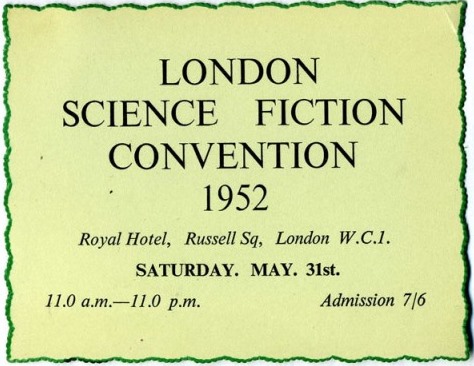 LONDON
SCIENCE FICTION
CONVENTION
1952
Royal Hotel, Russell Sq, London W.C.1.
SATURDAY. MAY. 31st.
11.0 a.m.—11.0 p.m. Admission 7/6